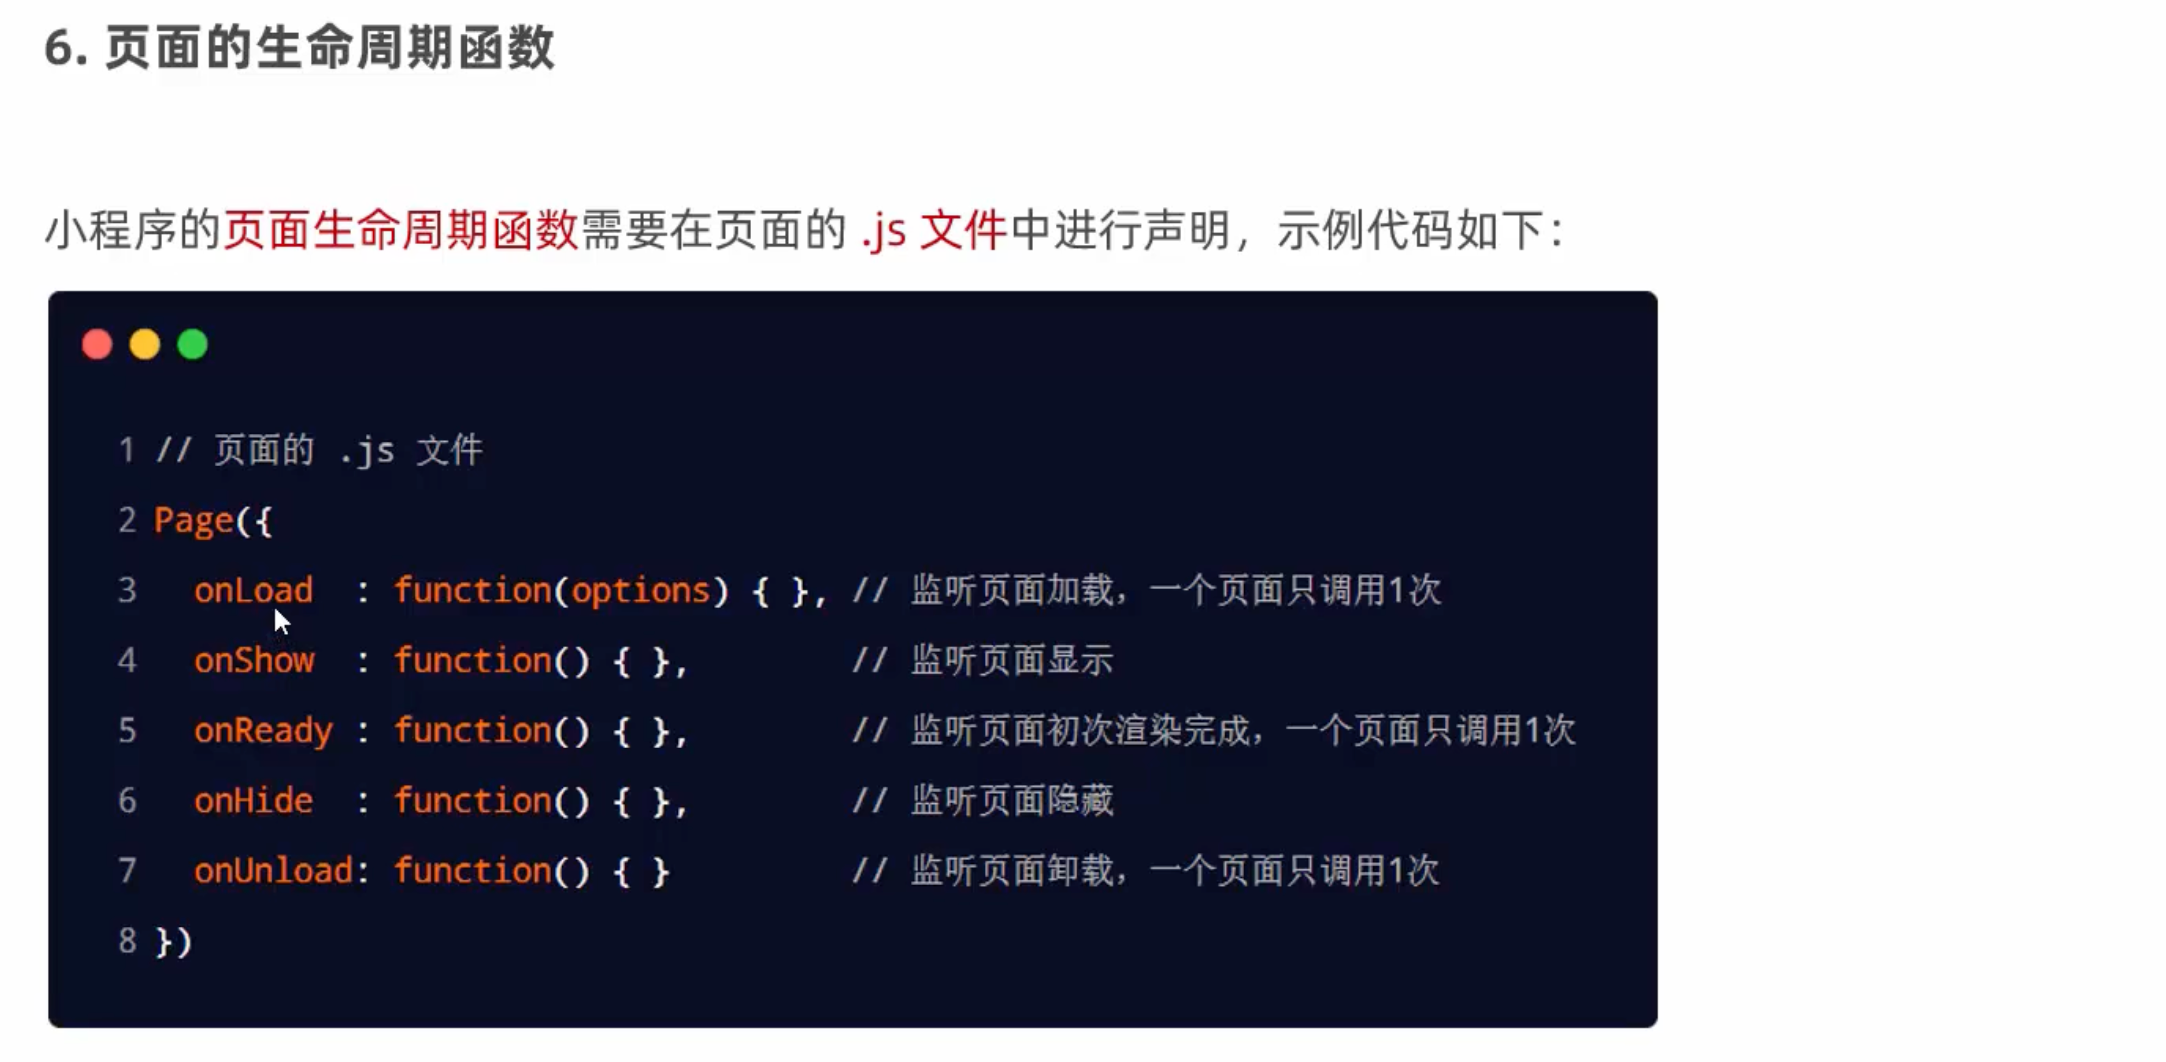 6. 页面的生命周期函数
小程序的页面生命周期函数需要在页面的 .js 文件中进行声明，示例代码如下：
1 // 页面的 .js 文件
2 Page({
3   onLoad  : function(options) { }, // 监听页面加载，一个页面只调用1次
4   onShow  : function() { },        // 监听页面显示
5   onReady : function() { },        // 监听页面初次渲染完成，一个页面只调用1次
6   onHide  : function() { },        // 监听页面隐藏
7   onUnload: function() { }         // 监听页面卸载，一个页面只调用1次
8 })